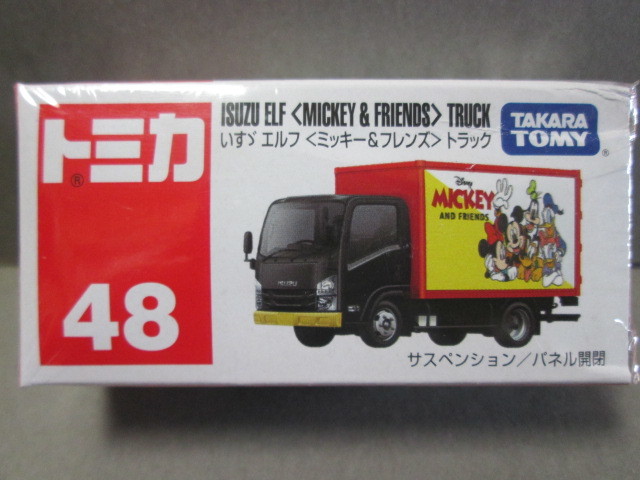 トミカ
®
48
ISUZU ELF <MICKEY & FRIENDS> TRUCK
いすゞ エルフ <ミッキー&フレンズ> トラック
TAKARA
TOMY
®
Disney
MICKEY
AND FRIENDS
ISUZU
サスペンション/パネル開閉